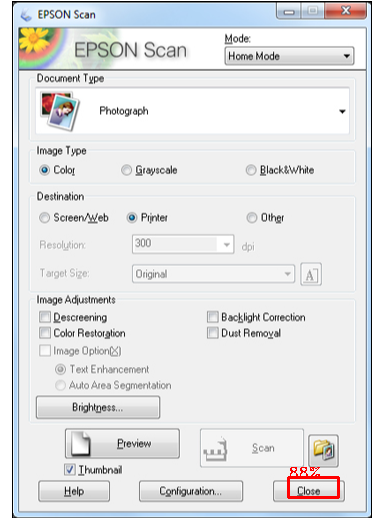 EPSON Scan
EPSON Scan
Mode:
Home Mode
Document Type
Photograph
Image Type
Color Grayscale Black&White
Destination
Screen/Web Printer Other
Resolution: 300 dpi
Target Size: Original
Image Adjustments
Descreening Backlight Correction
Color Restoration Dust Removal
Image Option(X)
Text Enhancement
Auto Area Segmentation
Brightness...
Preview Scan
Thumbnail 88%
Help Configuration... Close